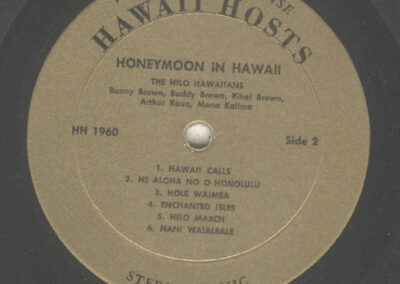 HAWAII HOSTS
HONEYMOON IN HAWAII
THE HILO HAWAIIANS
Bunny Brown, Buddy Brown, Kihei Brown,
Arthur Kaua, Mona Kalima
HH 1960
Side 2
1. HAWAII CALLS
2. HE ALOHA NO O HONOLULU
3. HOLE WAIMEA
4. ENCHANTED ISLES
5. HILO MARCH
6. NANI WAIALEALE